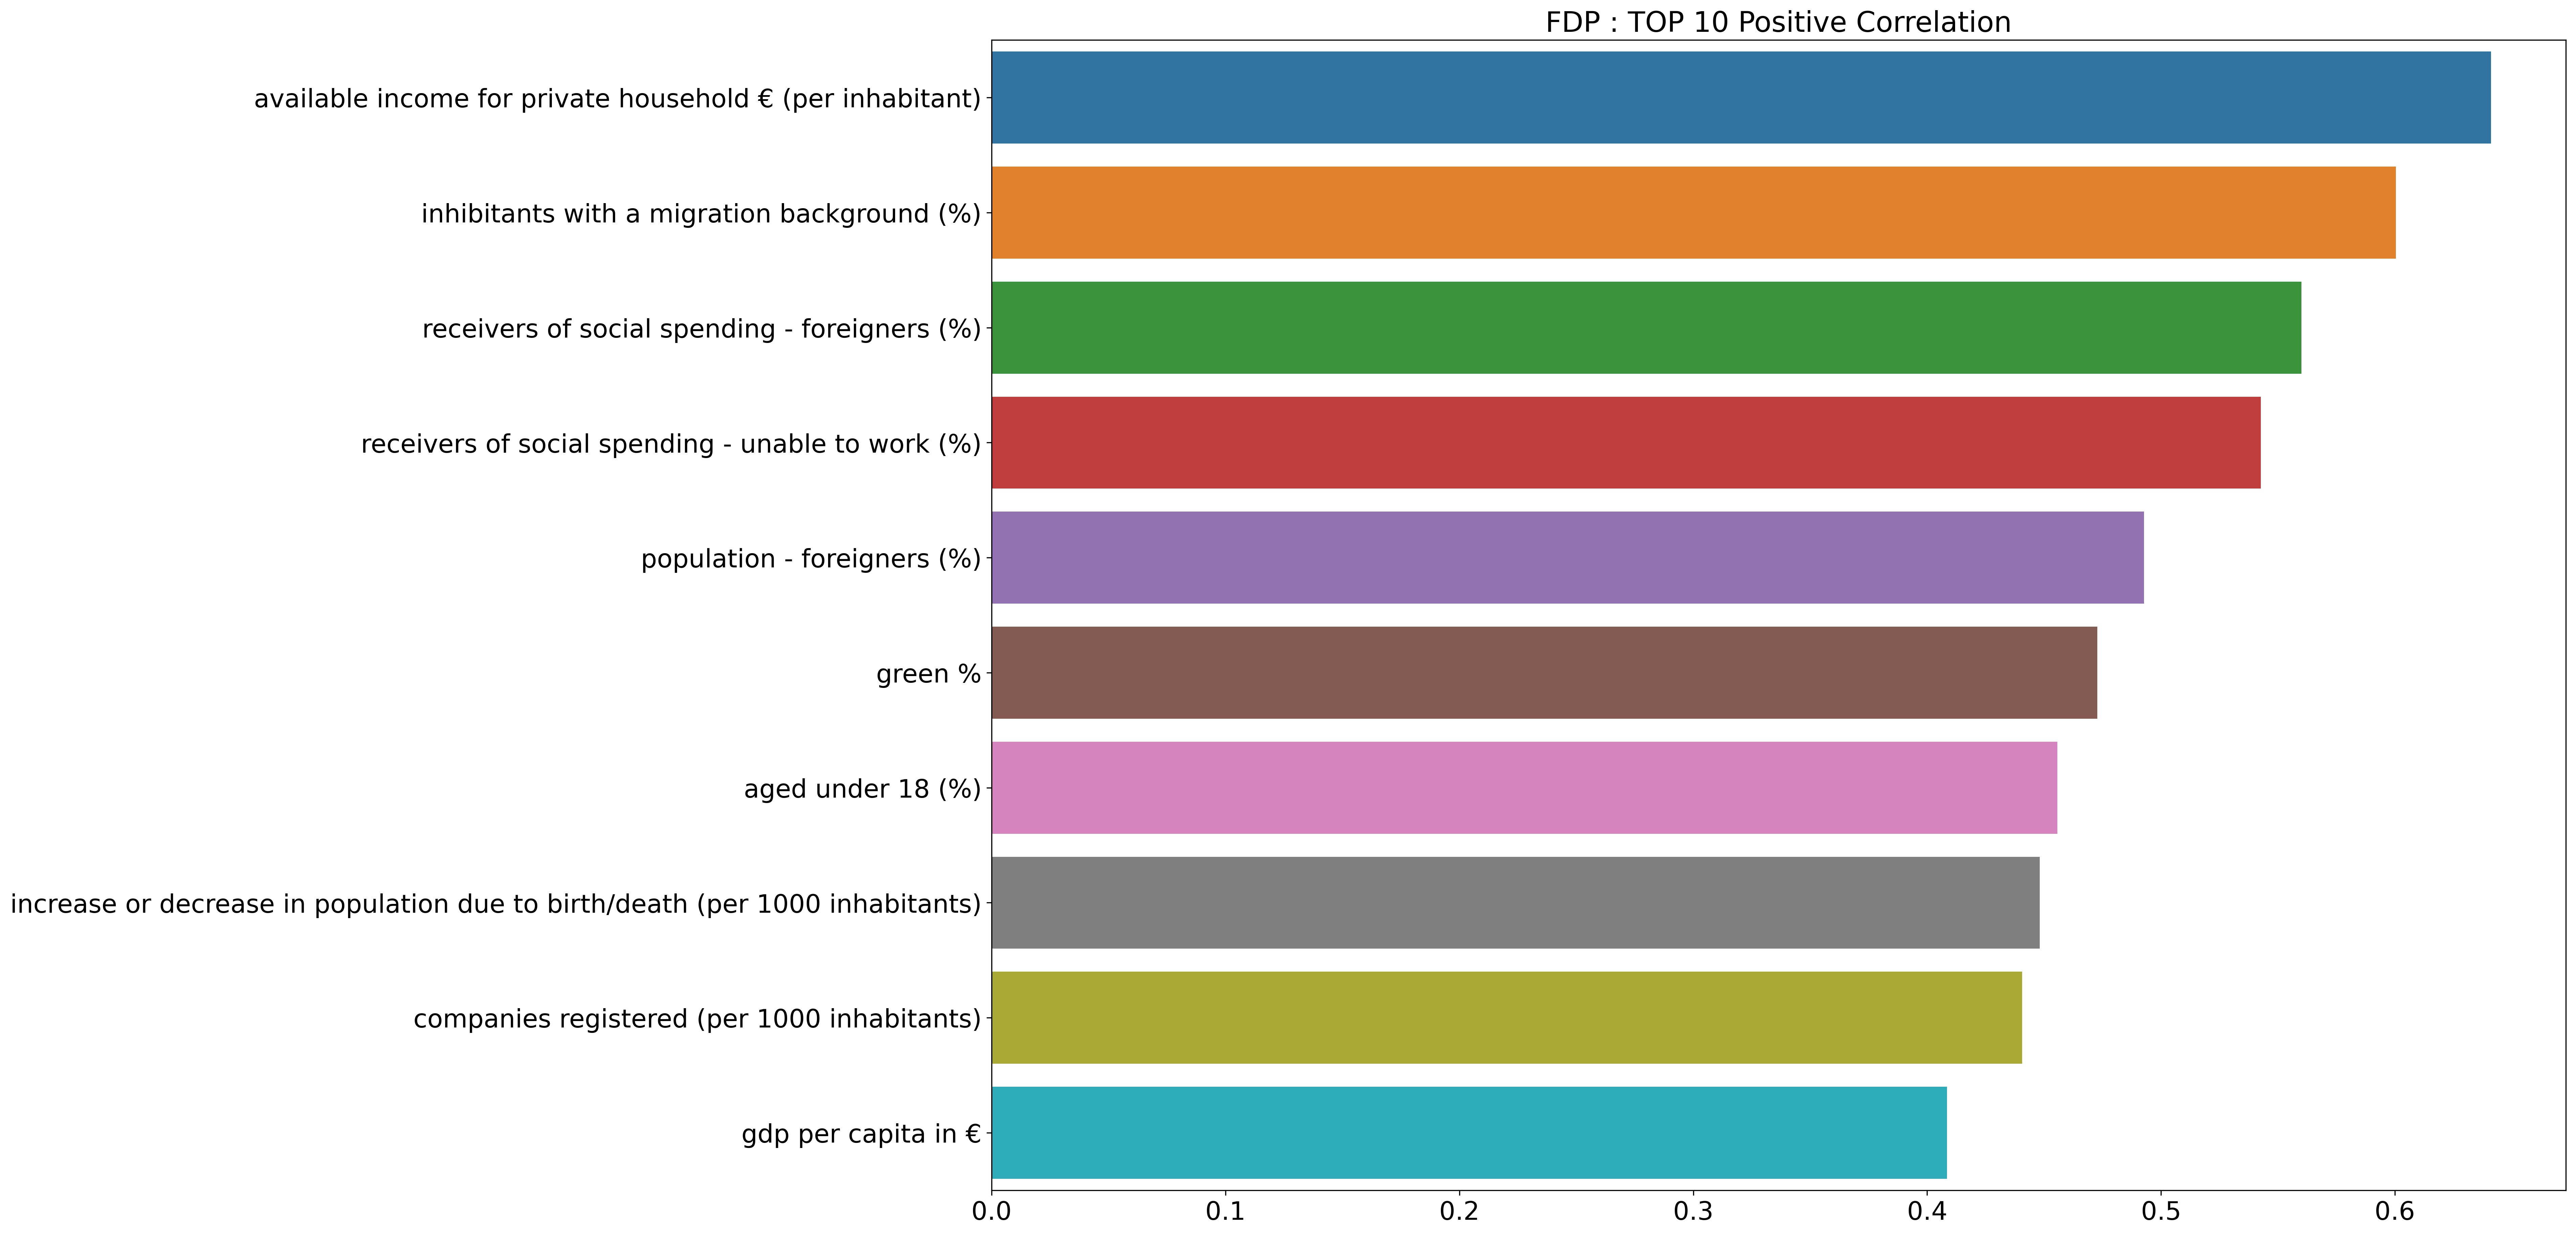 FDP : TOP 10 Positive Correlation
available income for private household € (per inhabitant)
inhibitants with a migration background (%)
receivers of social spending - foreigners (%)
receivers of social spending - unable to work (%)
population - foreigners (%)
green %
aged under 18 (%)
increase or decrease in population due to birth/death (per 1000 inhabitants)
companies registered (per 1000 inhabitants)
gdp per capita in €
0.0 0.1 0.2 0.3 0.4 0.5 0.6